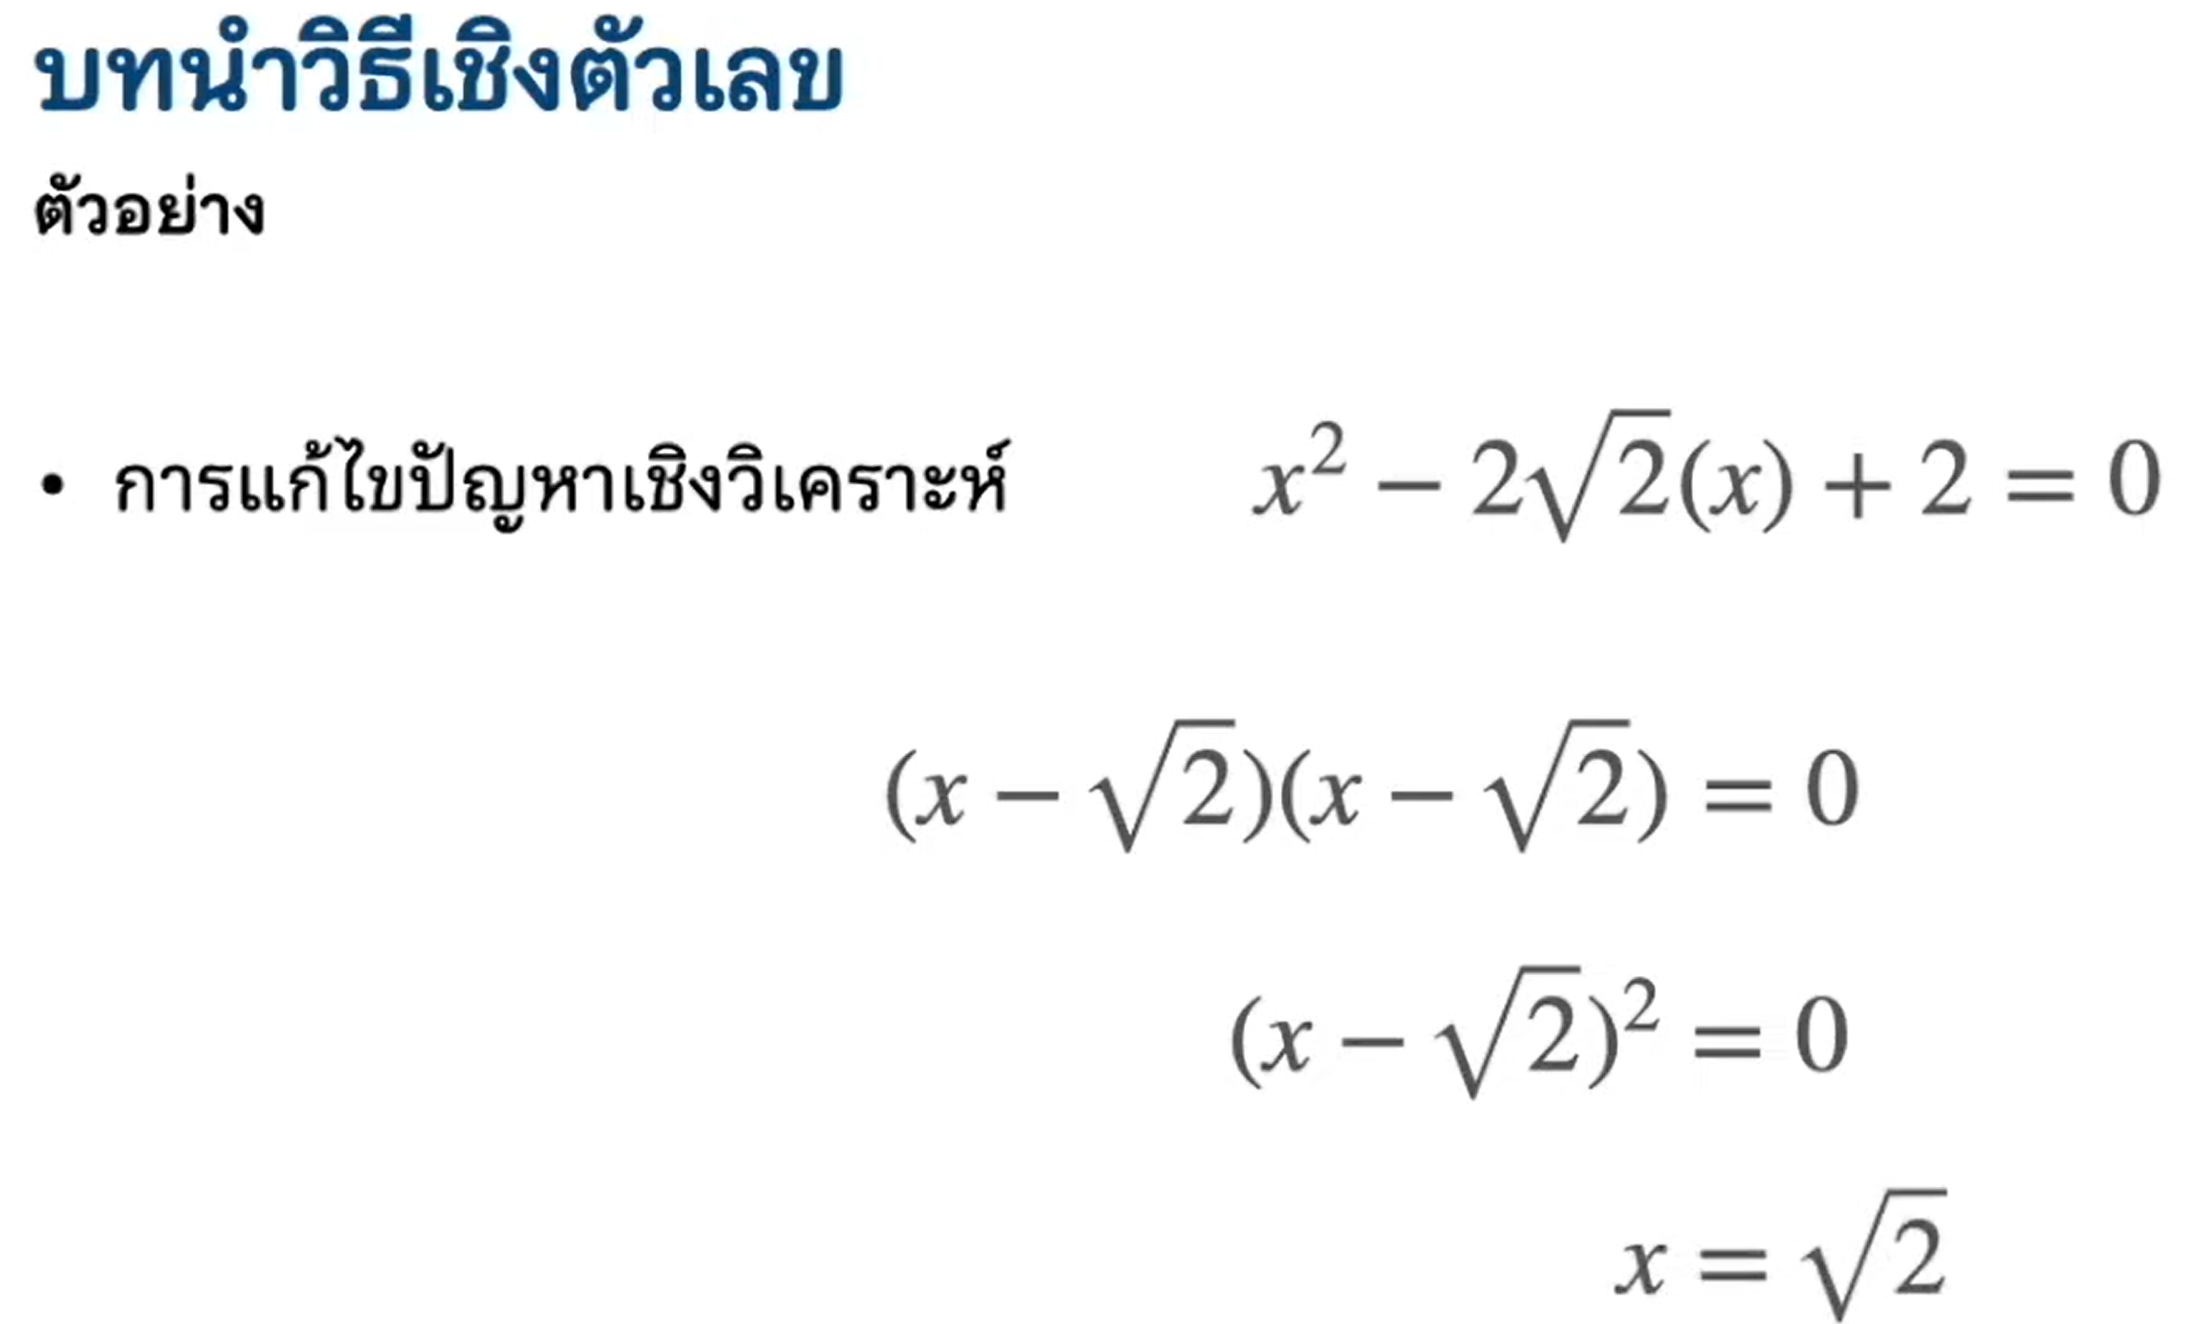 บทนำวิธีเชิงตัวเลข
ตัวอย่าง
• การแก้ไขปัญหาเชิงวิเคราะห์ x² − 2√2(x) + 2 = 0
(x − √2)(x − √2) = 0
(x − √2)² = 0
x = √2